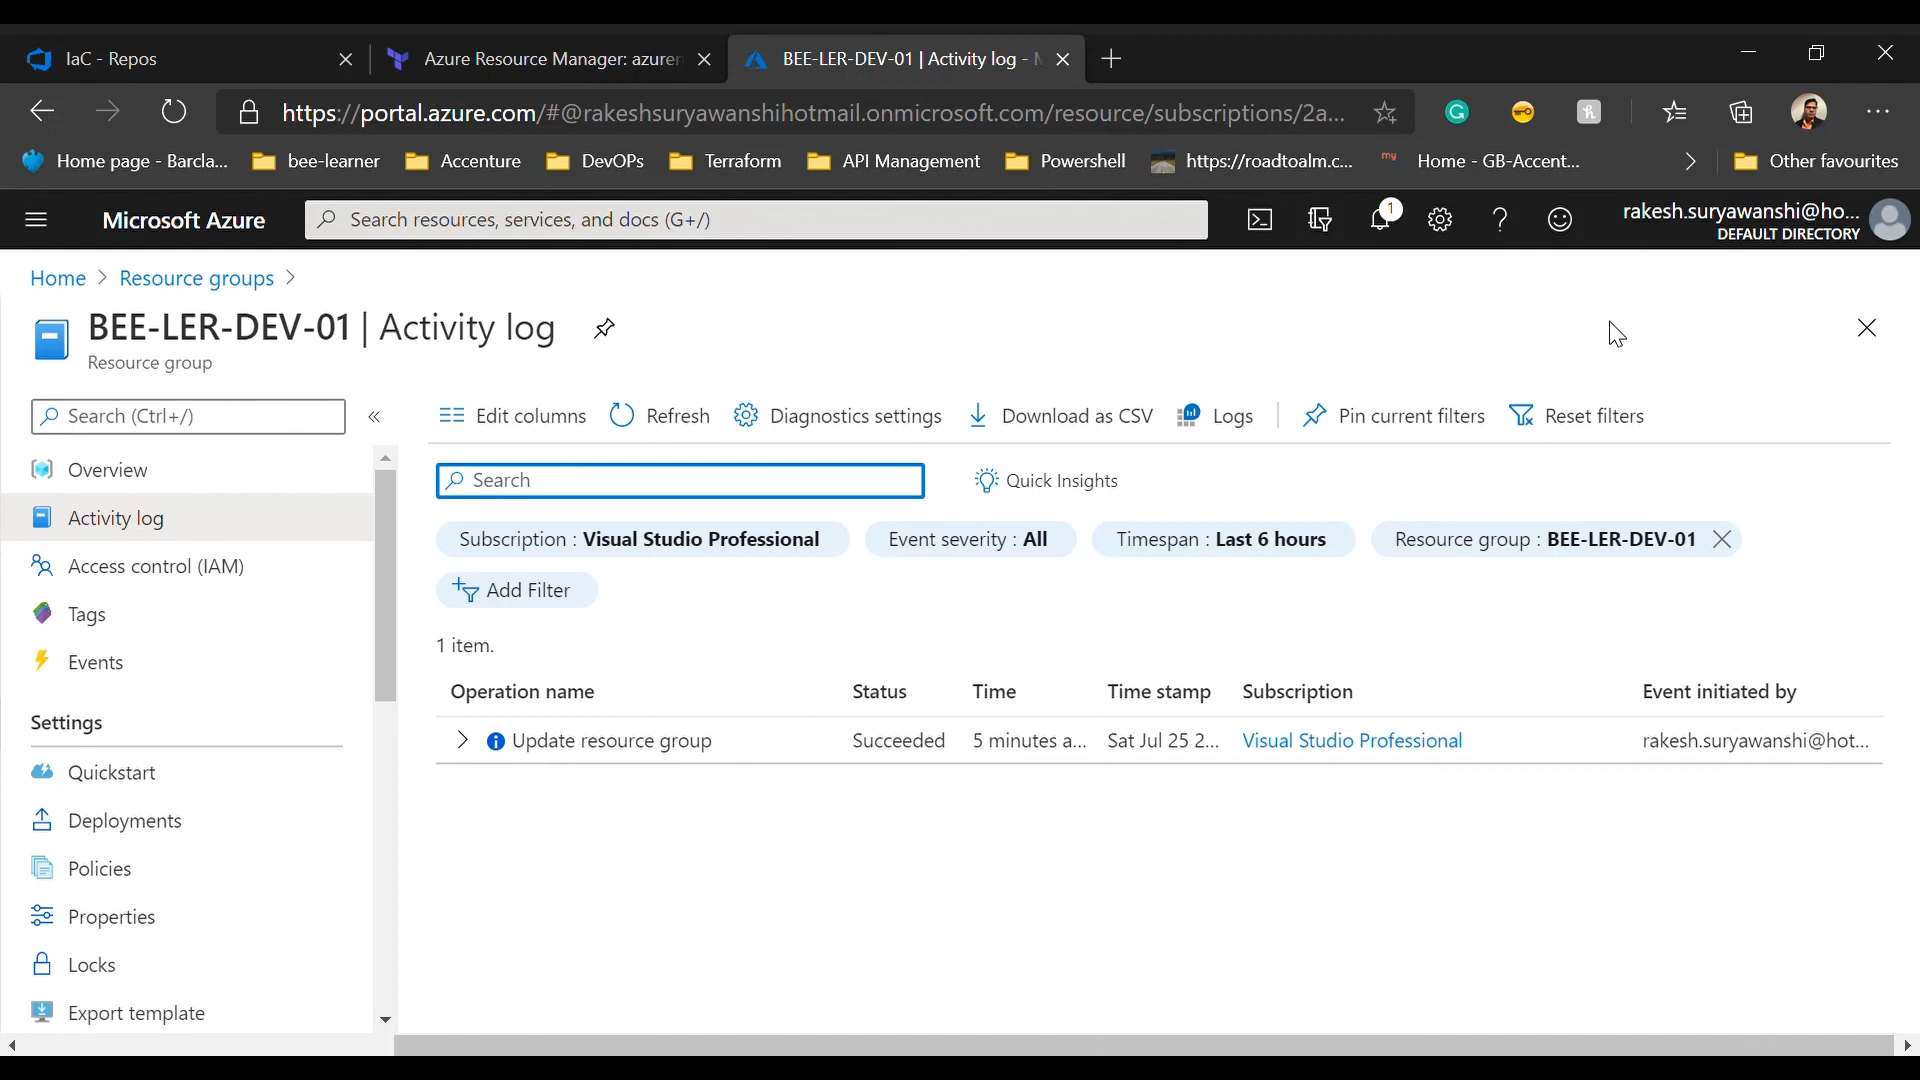 IaC - Repos
Azure Resource Manager: azurer
BEE-LER-DEV-01 | Activity log -
https://portal.azure.com/#@rakeshsuryawanshihotmail.onmicrosoft.com/resource/subscriptions/2a...
Home page - Barcla... bee-learner Accenture DevOPs Terraform API Management Powershell https://roadtoalm.c... my Home - GB-Accent... Other favourites
Microsoft Azure
Search resources, services, and docs (G+/)
1
rakesh.suryawanshi@ho...
DEFAULT DIRECTORY
Home > Resource groups >
BEE-LER-DEV-01 | Activity log
Resource group
Search (Ctrl+/)
«
Overview
Activity log
Access control (IAM)
Tags
Events
Settings
Quickstart
Deployments
Policies
Properties
Locks
Export template
Edit columns Refresh Diagnostics settings Download as CSV Logs Pin current filters Reset filters
Search
Quick Insights
Subscription : Visual Studio Professional Event severity : All Timespan : Last 6 hours Resource group : BEE-LER-DEV-01
Add Filter
1 item.
Operation name Status Time Time stamp Subscription Event initiated by
Update resource group Succeeded 5 minutes a... Sat Jul 25 2... Visual Studio Professional rakesh.suryawanshi@hot...